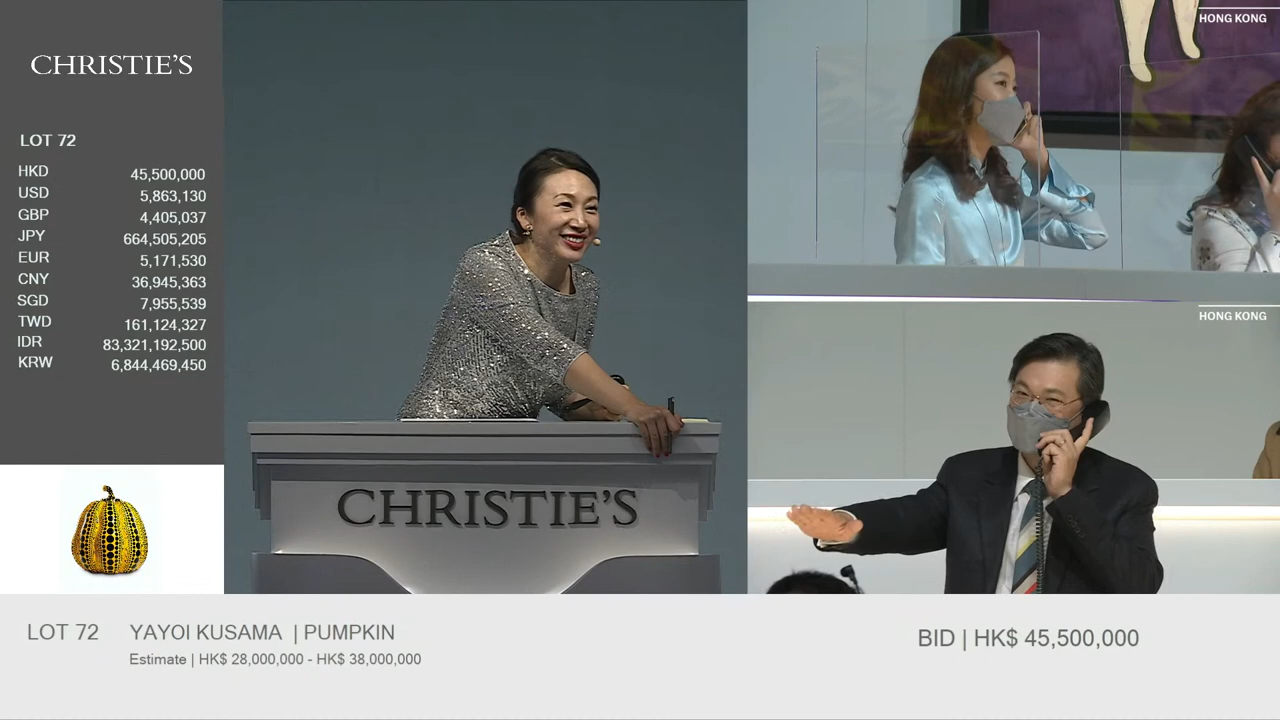 CHRISTIE'S
LOT 72
HKD 45,500,000
USD 5,863,130
GBP 4,405,037
JPY 664,505,205
EUR 5,171,530
CNY 36,945,363
SGD 7,955,539
TWD 161,124,327
IDR 83,321,192,500
KRW 6,844,469,450
CHRISTIE'S
HONG KONG
HONG KONG
LOT 72 YAYOI KUSAMA | PUMPKIN
Estimate | HK$ 28,000,000 - HK$ 38,000,000
BID | HK$ 45,500,000